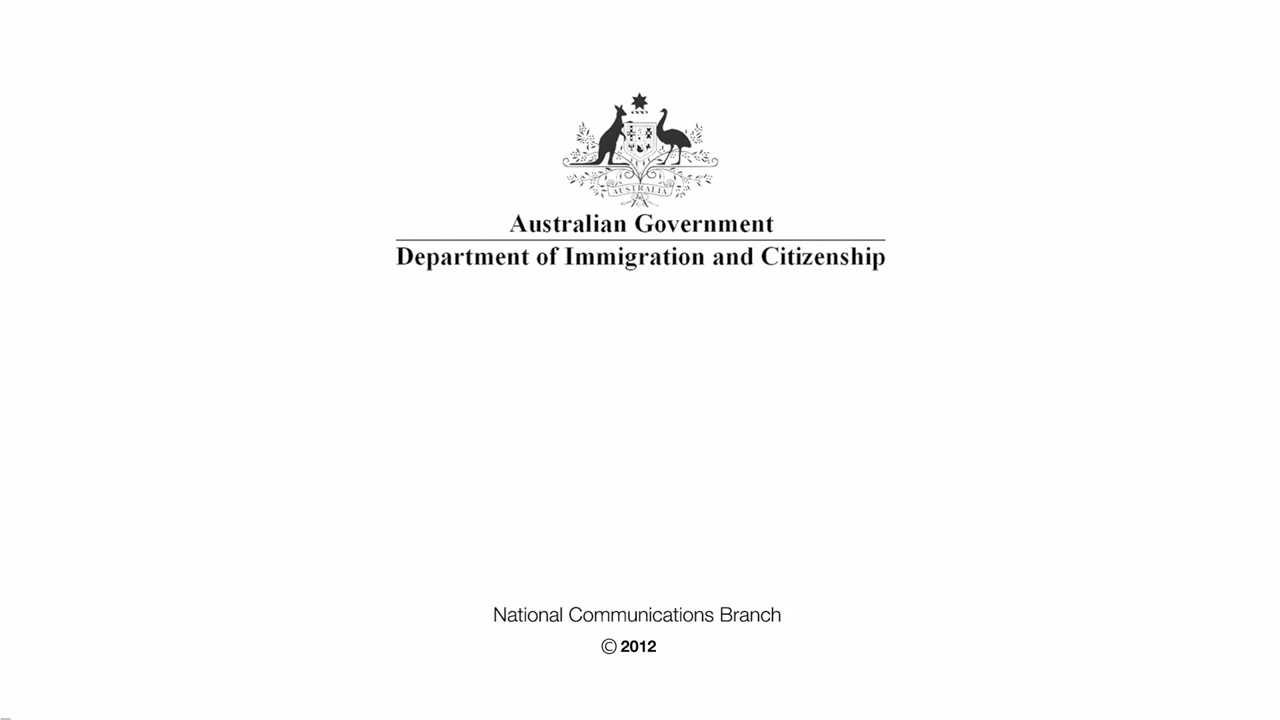 AUSTRALIA
Australian Government
Department of Immigration and Citizenship
National Communications Branch
© 2012